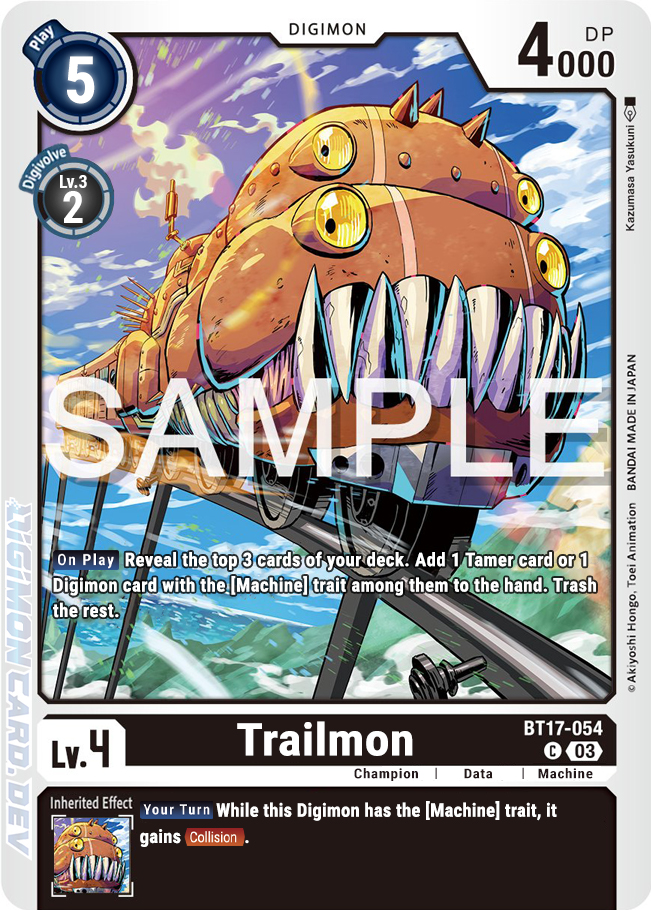 DIGIMON
Play
5
DP
4000
Digivolve
Lv.3
2
Kazumasa Yasukuni
BANDAI MADE IN JAPAN
© Akiyoshi Hongo, Toei Animation
SAMPLE
On Play Reveal the top 3 cards of your deck. Add 1 Tamer card or 1
Digimon card with the [Machine] trait among them to the hand. Trash
the rest.
DIGIMONCARD.DEV
Lv.4
Trailmon
BT17-054
C 03
Champion | Data | Machine
Inherited Effect
Your Turn While this Digimon has the [Machine] trait, it
gains Collision.